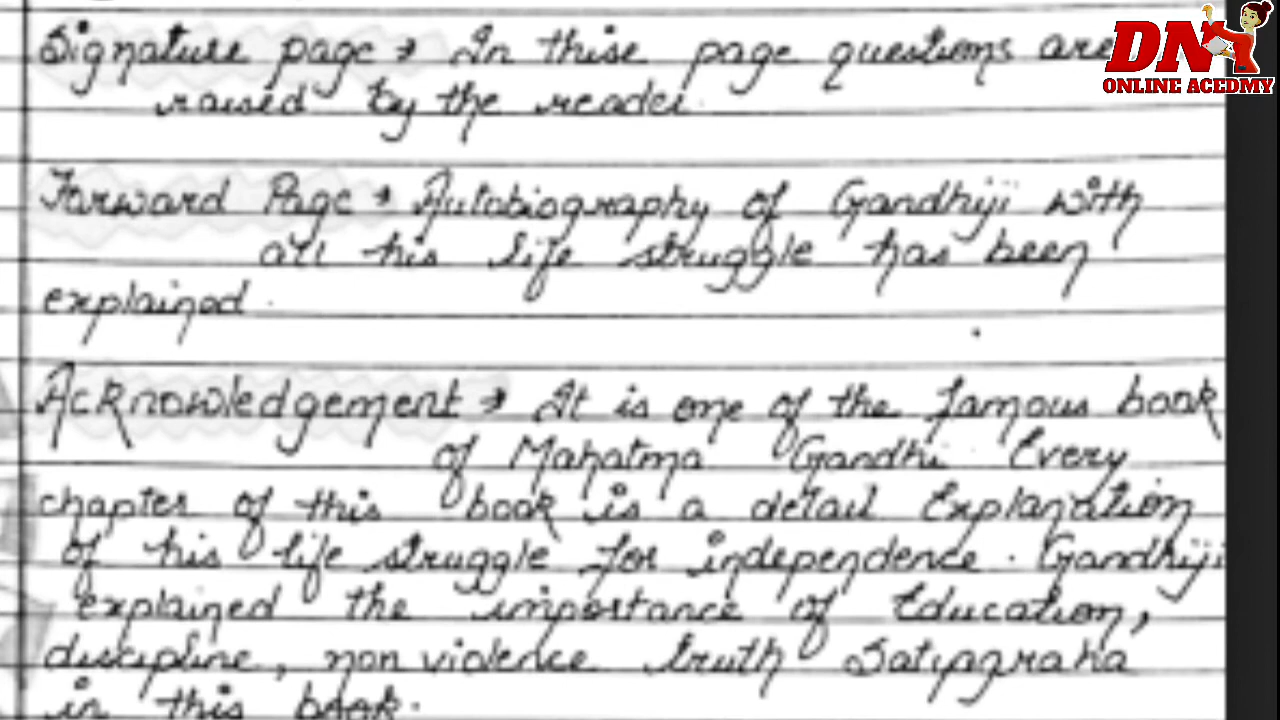 DNA
ONLINE ACEDMY
Signature page → In thise page questions are
raised by the reader.
Farward Page → Autobiography of Gandhiji with
all his life struggle has been
explained.
Acknowledgement → It is one of the famous book
of Mahatma Gandhi. Every
chapter of this book is a detail Explanation
of his life struggle for independence. Gandhiji
explained the importance of Education,
discipline, non violence truth Satyagraha
in this book.